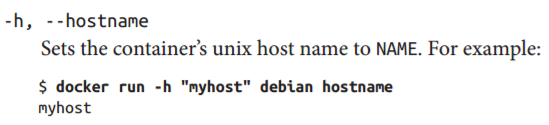 -h, --hostname
Sets the container’s unix host name to NAME. For example:
$ docker run -h "myhost" debian hostname
myhost